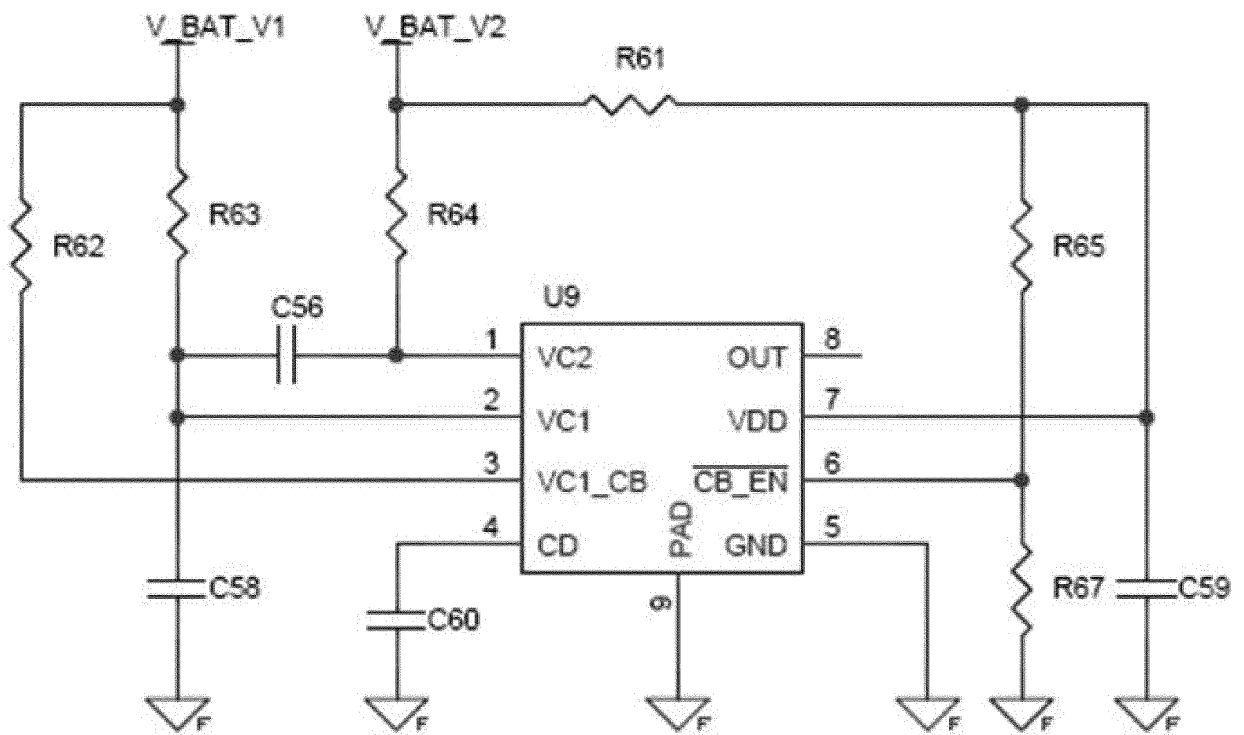 V_BAT_V1 V_BAT_V2
R61
R62 R63 R64 R65
C56 U9
1 VC2 OUT 8
2 VC1 VDD 7
3 VC1_CB CB_EN 6
4 CD PAD GND 5
C58 C60 9 R67 C59
F F F F F F